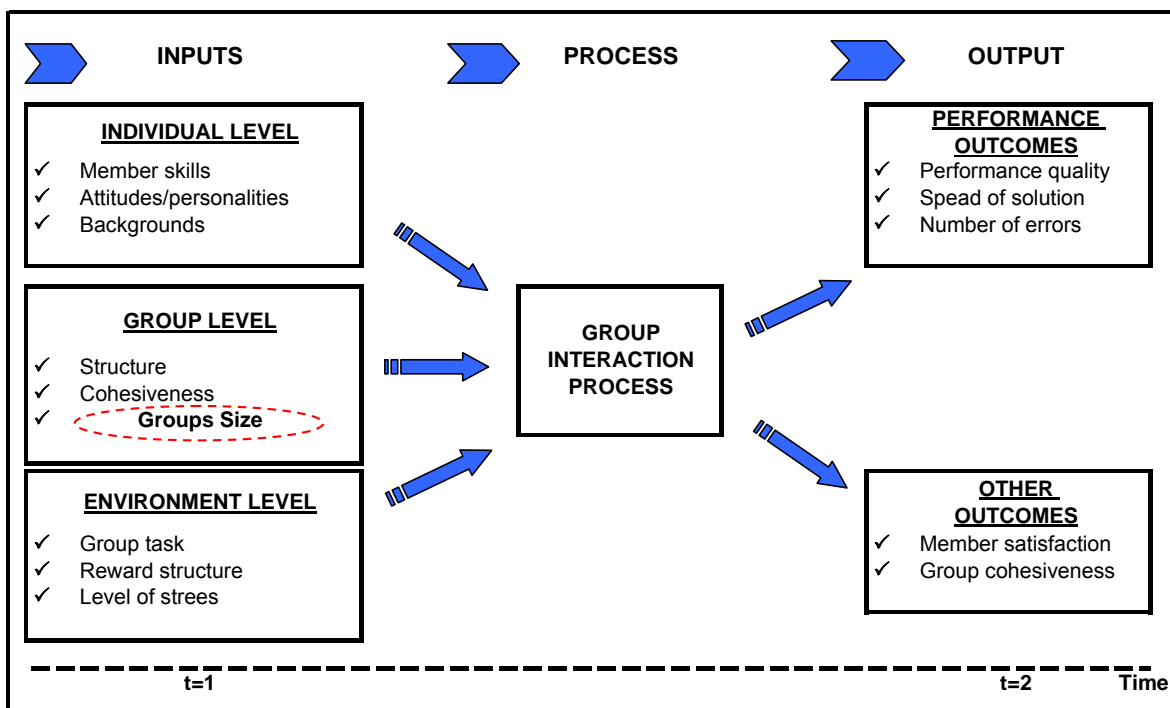 INPUTS
PROCESS
OUTPUT
INDIVIDUAL LEVEL
✓ Member skills
✓ Attitudes/personalities
✓ Backgrounds
GROUP LEVEL
✓ Structure
✓ Cohesiveness
✓ Groups Size
ENVIRONMENT LEVEL
✓ Group task
✓ Reward structure
✓ Level of strees
GROUP
INTERACTION
PROCESS
PERFORMANCE
OUTCOMES
✓ Performance quality
✓ Spead of solution
✓ Number of errors
OTHER
OUTCOMES
✓ Member satisfaction
✓ Group cohesiveness
t=1
t=2
Time